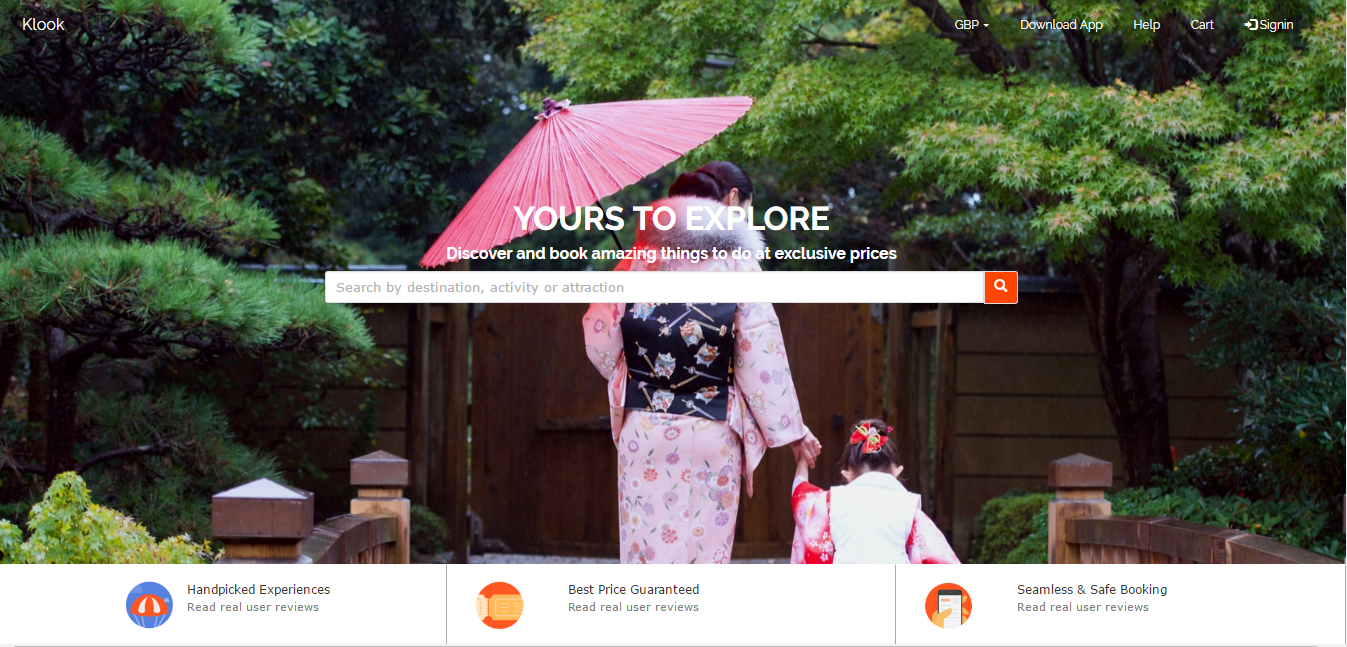 Klook
GBP
Download App
Help
Cart
Signin
YOURS TO EXPLORE
Discover and book amazing things to do at exclusive prices
Search by destination, activity or attraction
Handpicked Experiences
Read real user reviews
Best Price Guaranteed
Read real user reviews
Seamless & Safe Booking
Read real user reviews